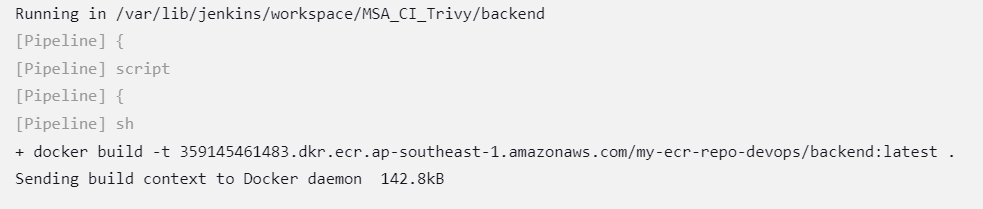 Running in /var/lib/jenkins/workspace/MSA_CI_Trivy/backend
[Pipeline] {
[Pipeline] script
[Pipeline] {
[Pipeline] sh
+ docker build -t 359145461483.dkr.ecr.ap-southeast-1.amazonaws.com/my-ecr-repo-devops/backend:latest .
Sending build context to Docker daemon  142.8kB